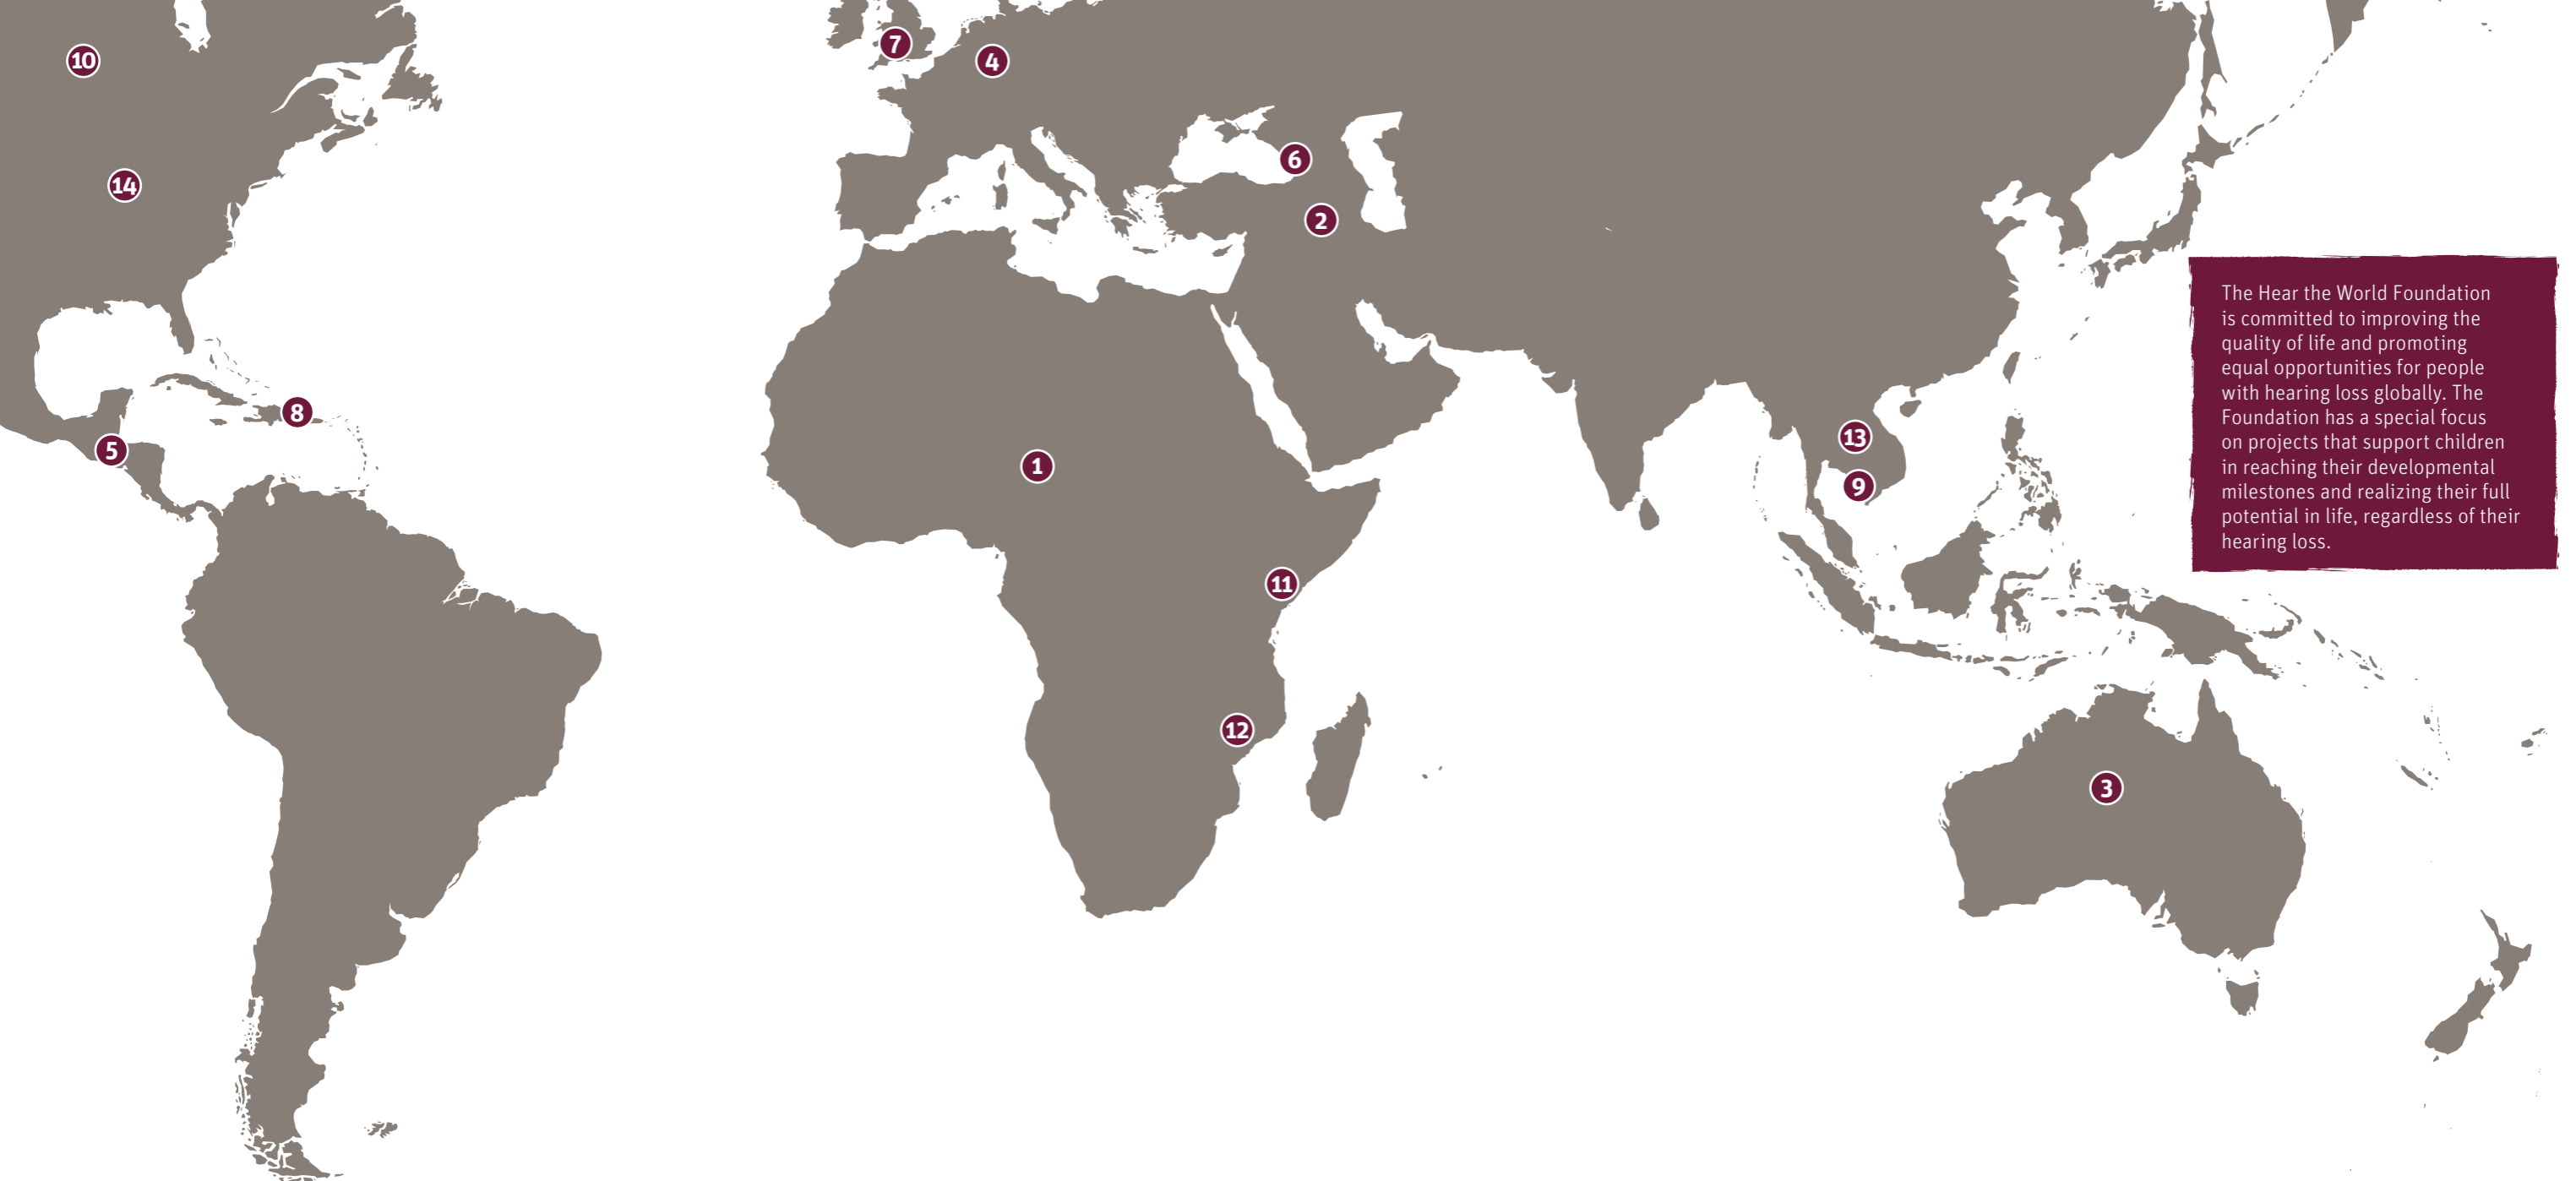 10
7
4
14
6
2
The Hear the World Foundation
is committed to improving the
quality of life and promoting
equal opportunities for people
with hearing loss globally. The
Foundation has a special focus
on projects that support children
in reaching their developmental
milestones and realizing their full
potential in life, regardless of their
hearing loss.
8
5
13
1
9
11
12
3